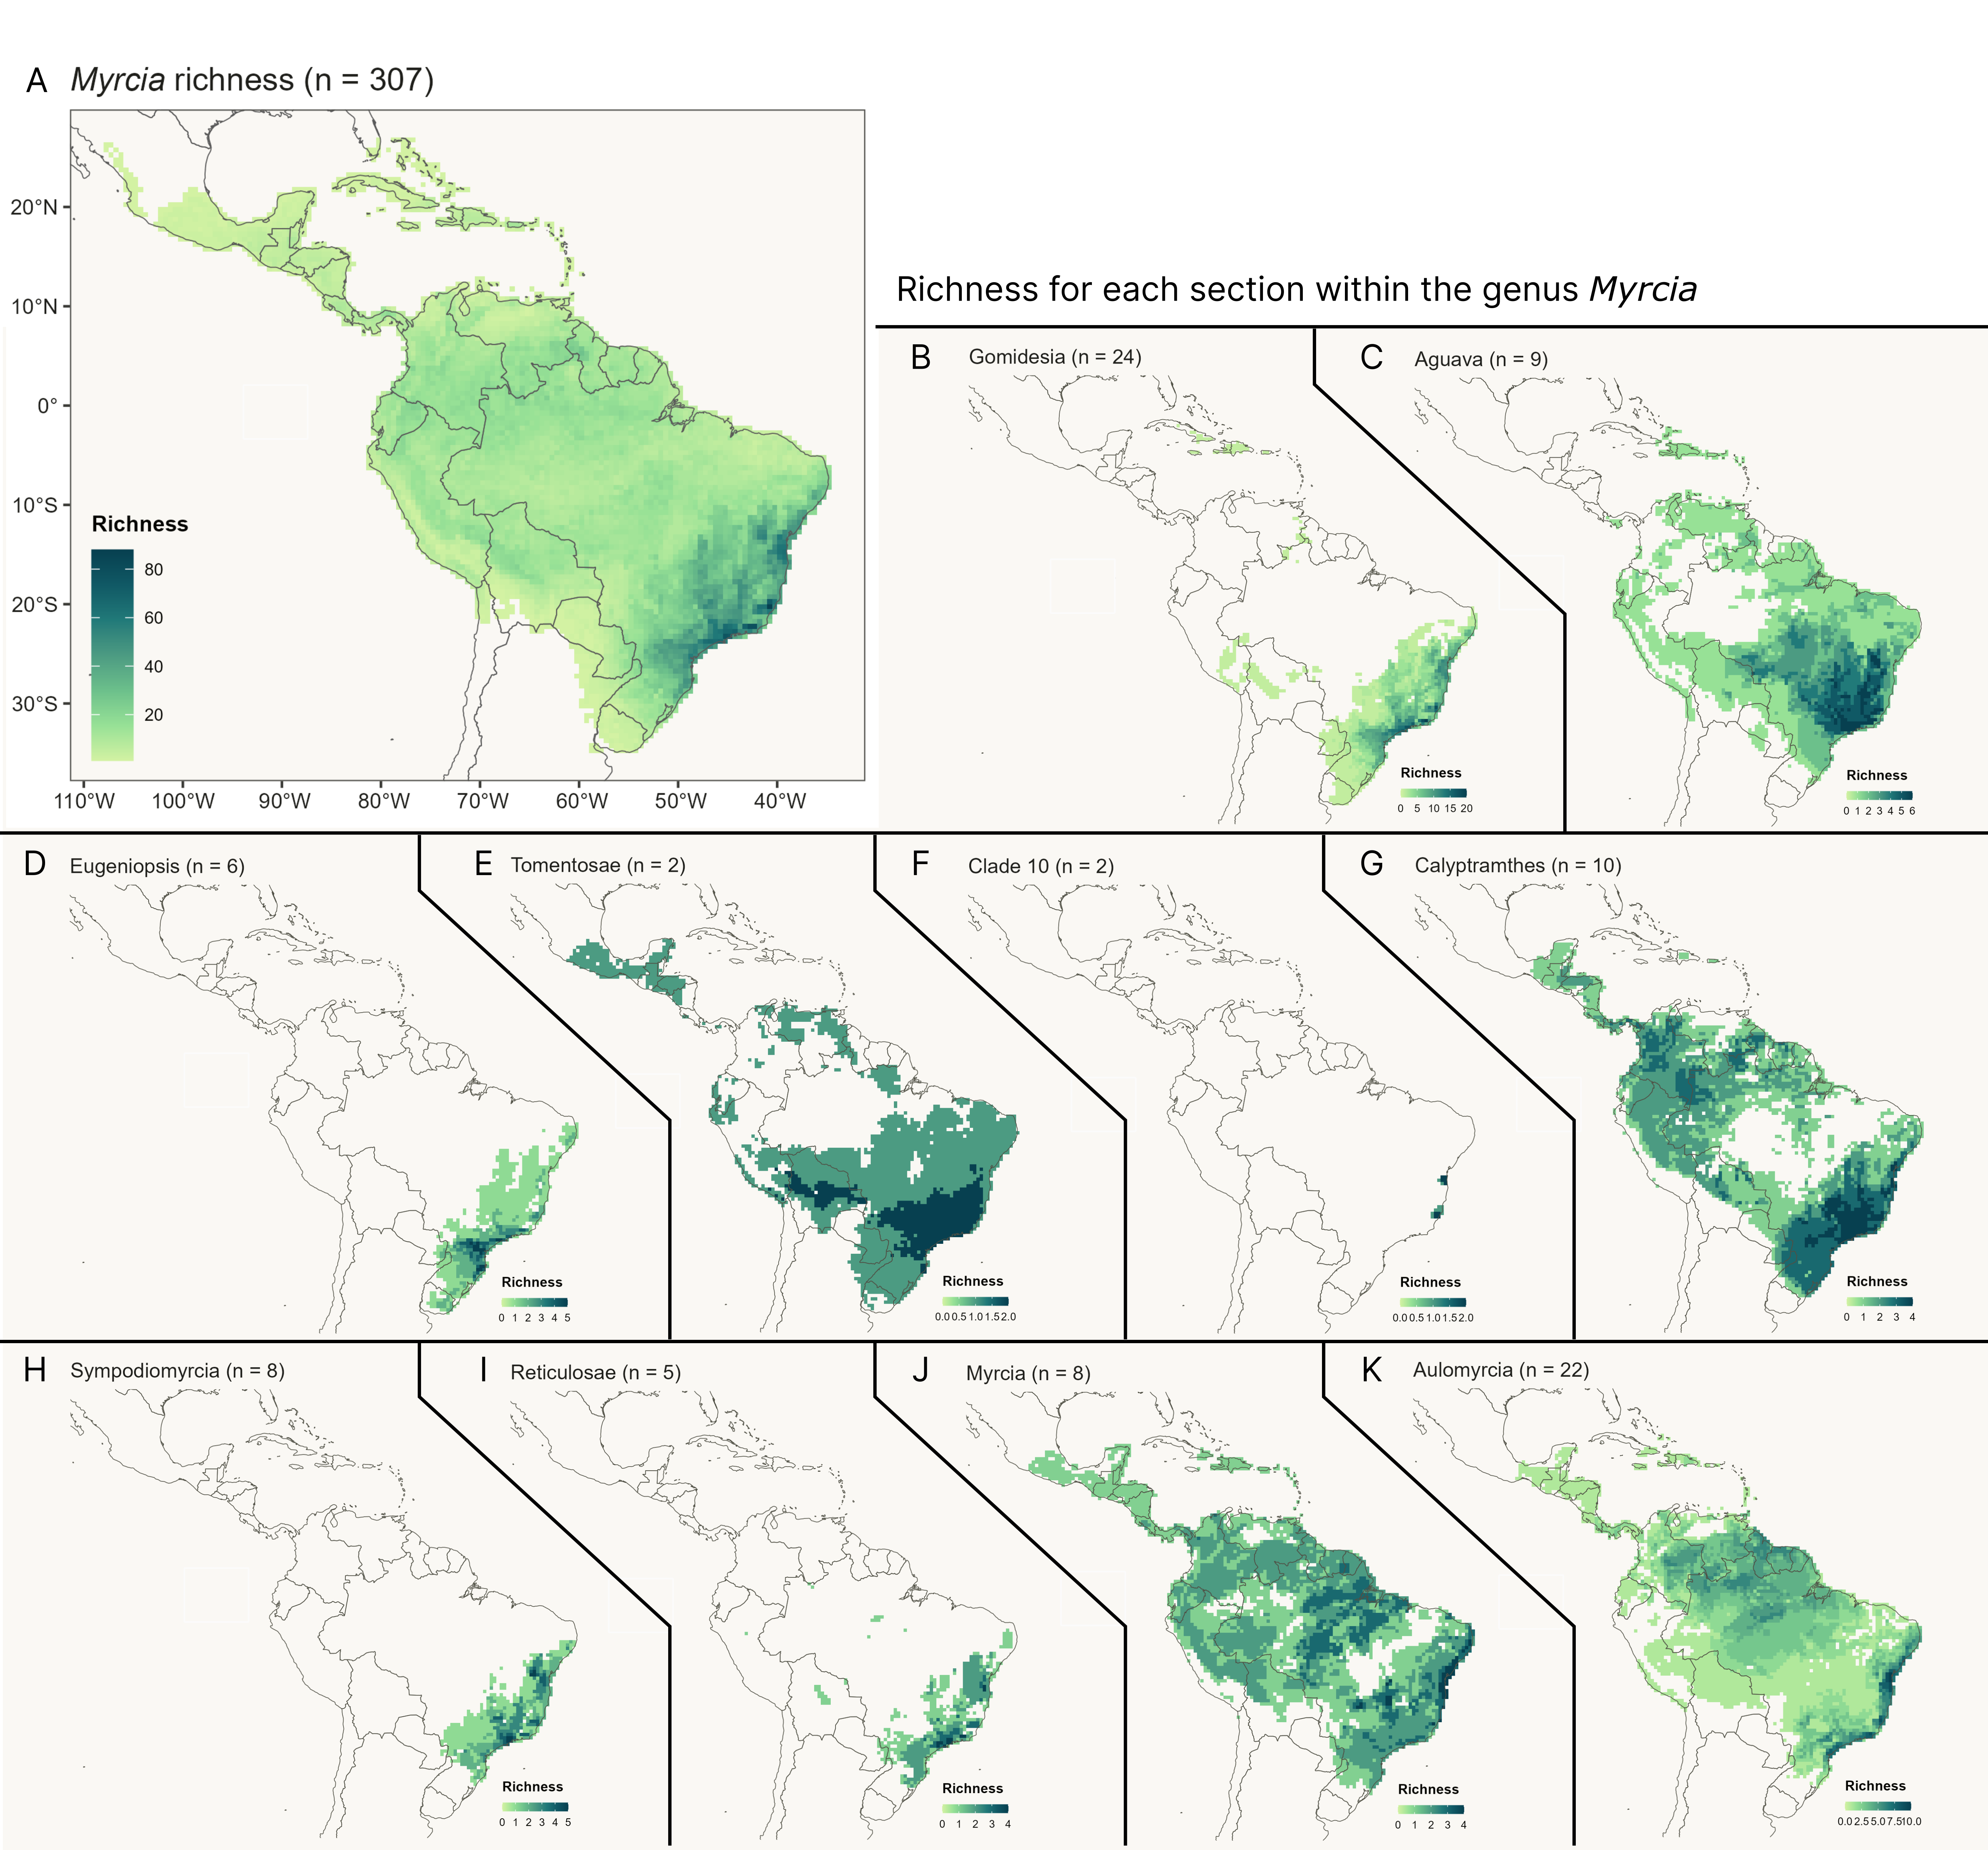 A Myrcia richness (n = 307)
20°N
10°N
0°
10°S
20°S
30°S
Richness
80
60
40
20
110°W 100°W 90°W 80°W 70°W 60°W 50°W 40°W
Richness for each section within the genus Myrcia
B Gomidesia (n = 24)
Richness
0 5 10 15 20
C Aguava (n = 9)
Richness
0 1 2 3 4 5 6
D Eugeniopsis (n = 6)
Richness
0 1 2 3 4 5
E Tomentosae (n = 2)
Richness
0.0 0.5 1.0 1.5 2.0
F Clade 10 (n = 2)
Richness
0.0 0.5 1.0 1.5 2.0
G Calyptramthes (n = 10)
Richness
0 1 2 3 4
H Sympodiomyrcia (n = 8)
Richness
0 1 2 3 4 5
I Reticulosae (n = 5)
Richness
0 1 2 3 4
J Myrcia (n = 8)
Richness
0 1 2 3 4
K Aulomyrcia (n = 22)
Richness
0.0 2.5 5.0 7.5 10.0